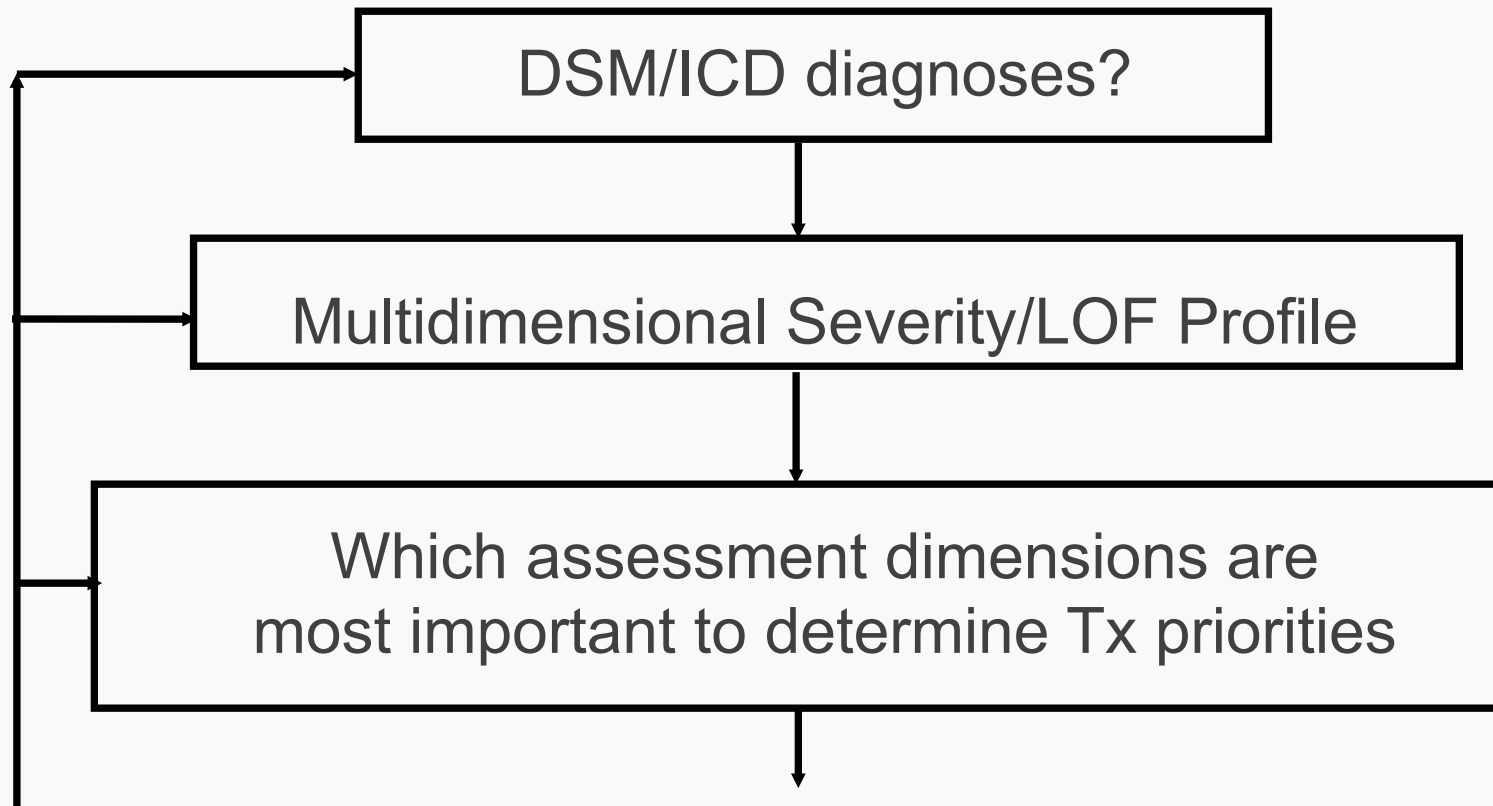 DSM/ICD diagnoses?
Multidimensional Severity/LOF Profile
Which assessment dimensions are
most important to determine Tx priorities